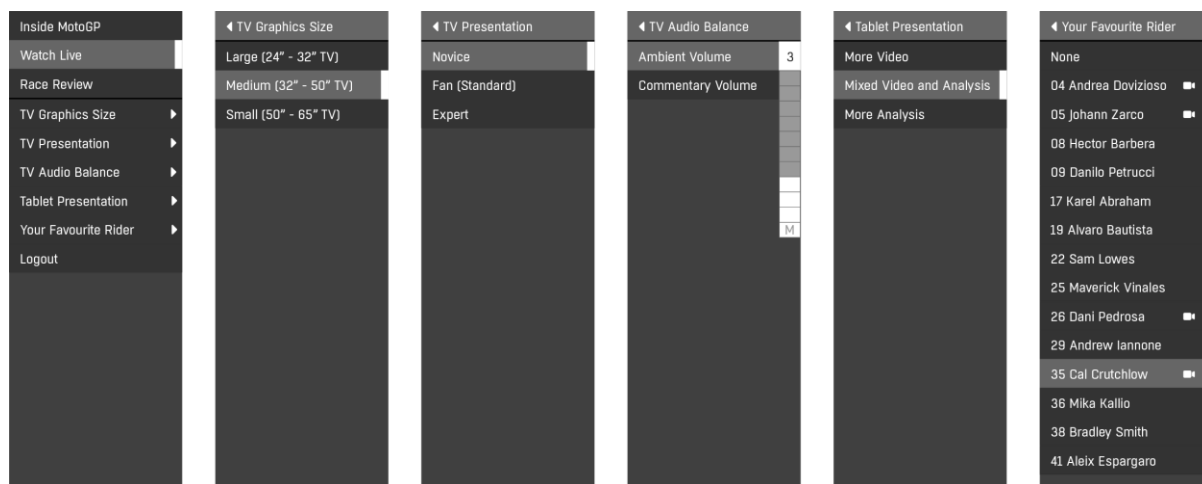 Inside MotoGP
Watch Live
Race Review
TV Graphics Size
TV Presentation
TV Audio Balance
Tablet Presentation
Your Favourite Rider
Logout
TV Graphics Size
Large (24" - 32" TV)
Medium (32" - 50" TV)
Small (50" - 65" TV)
TV Presentation
Novice
Fan (Standard)
Expert
TV Audio Balance
Ambient Volume 3
Commentary Volume
M
Tablet Presentation
More Video
Mixed Video and Analysis
More Analysis
Your Favourite Rider
None
04 Andrea Dovizioso
05 Johann Zarco
08 Hector Barbera
09 Danilo Petrucci
17 Karel Abraham
19 Alvaro Bautista
22 Sam Lowes
25 Maverick Vinales
26 Dani Pedrosa
29 Andrew Iannone
35 Cal Crutchlow
36 Mika Kallio
38 Bradley Smith
41 Aleix Espargaro